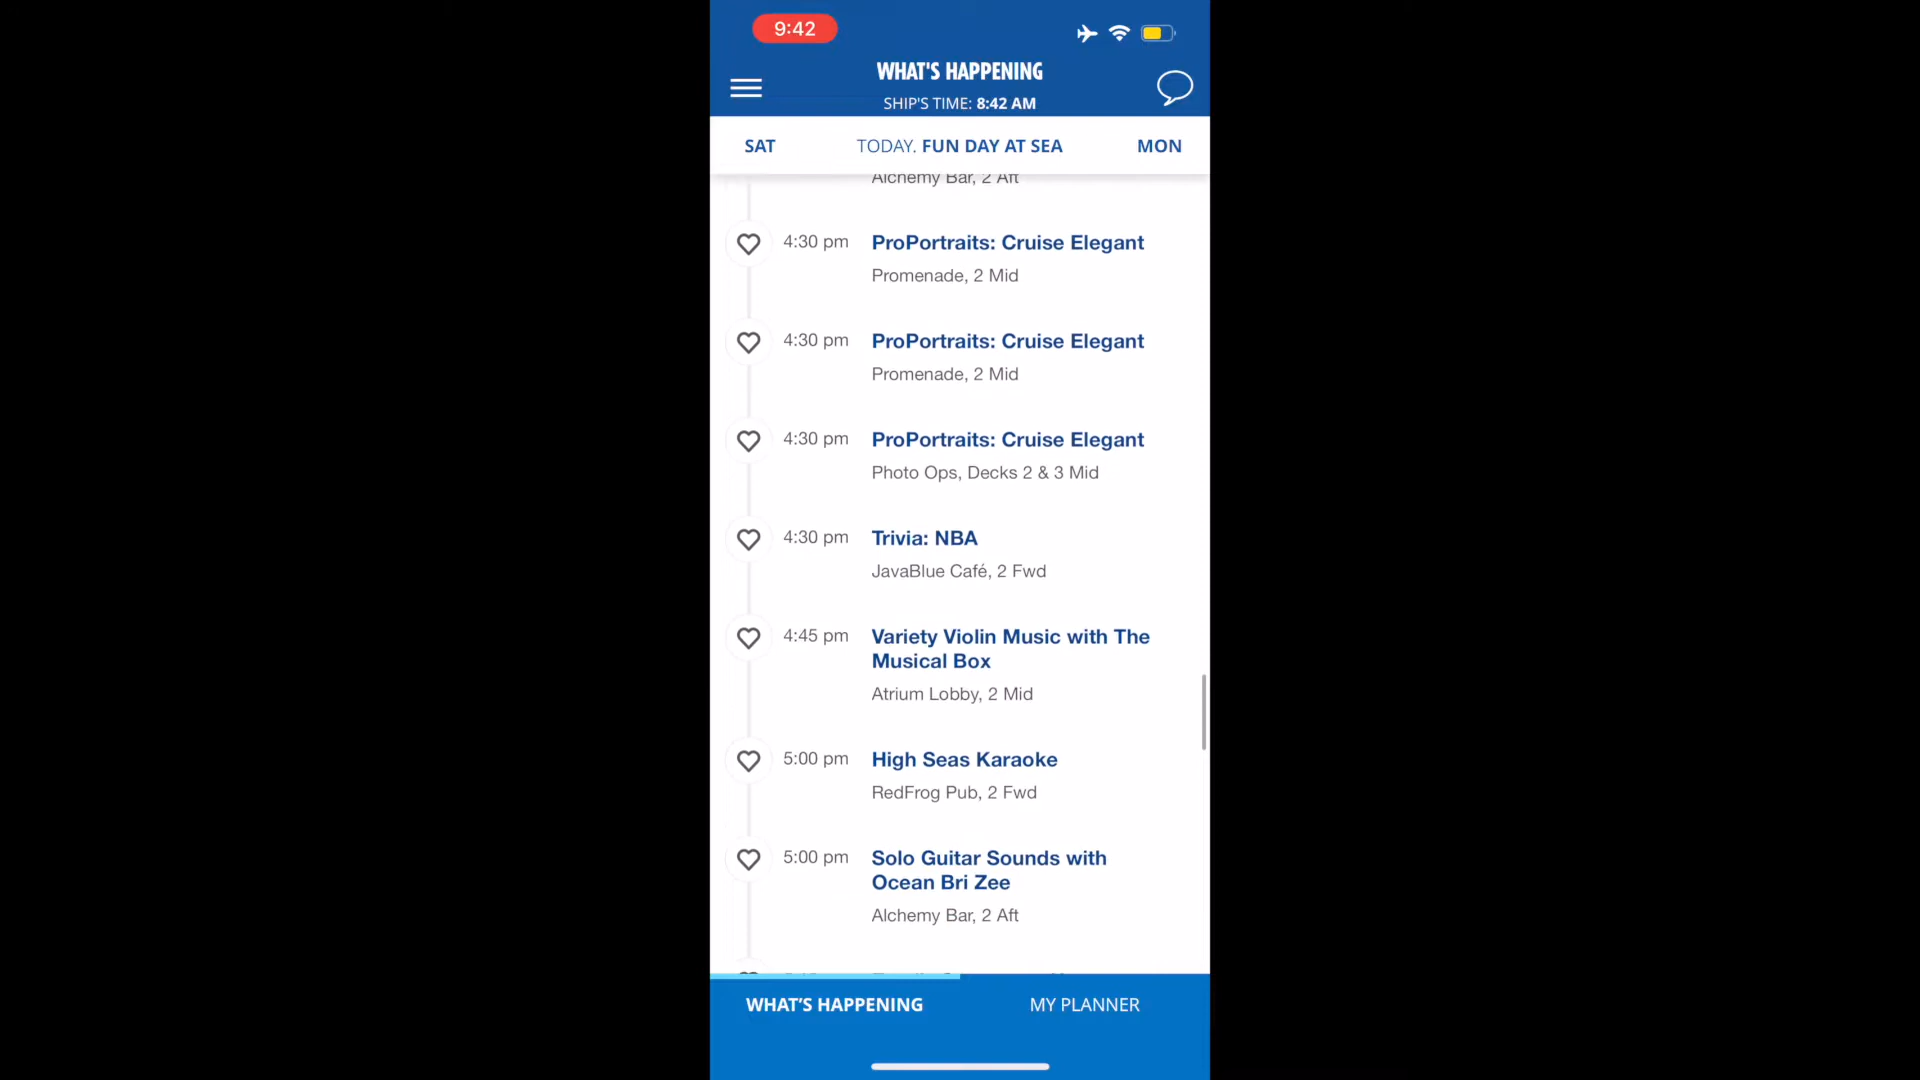 9:42
WHAT'S HAPPENING
SHIP'S TIME: 8:42 AM
SAT
TODAY. FUN DAY AT SEA
MON
Alchemy Bar, 2 Aft
4:30 pm
ProPortraits: Cruise Elegant
Promenade, 2 Mid
4:30 pm
ProPortraits: Cruise Elegant
Promenade, 2 Mid
4:30 pm
ProPortraits: Cruise Elegant
Photo Ops, Decks 2 & 3 Mid
4:30 pm
Trivia: NBA
JavaBlue Café, 2 Fwd
4:45 pm
Variety Violin Music with The
Musical Box
Atrium Lobby, 2 Mid
5:00 pm
High Seas Karaoke
RedFrog Pub, 2 Fwd
5:00 pm
Solo Guitar Sounds with
Ocean Bri Zee
Alchemy Bar, 2 Aft
WHAT'S HAPPENING
MY PLANNER